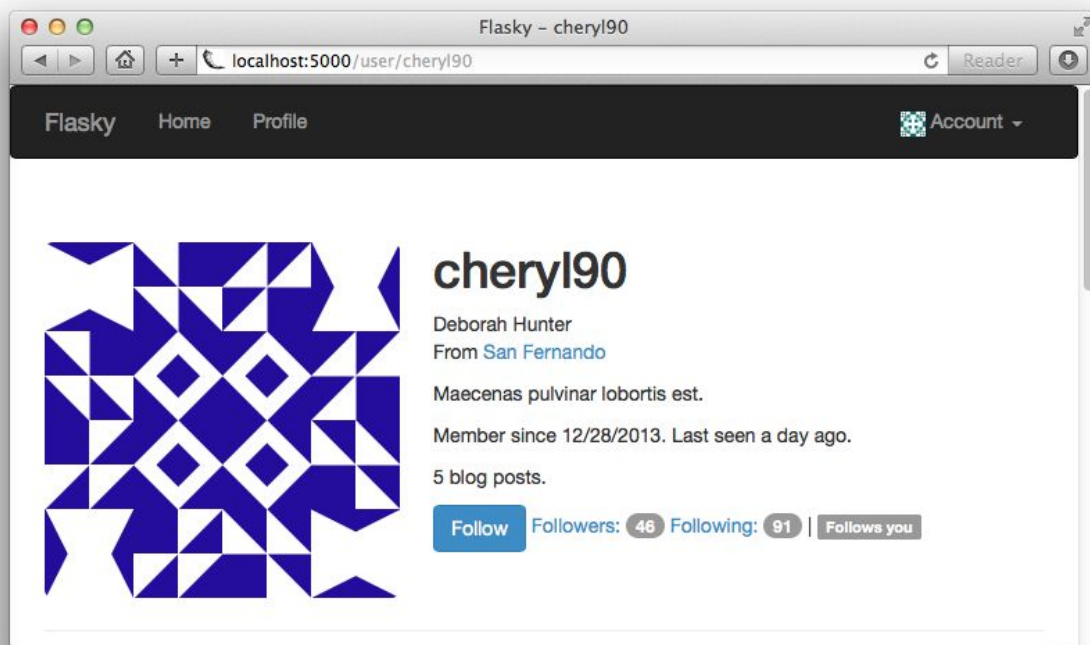 Flasky – cheryl90
localhost:5000/user/cheryl90
Reader
Flasky Home Profile Account
cheryl90
Deborah Hunter
From San Fernando
Maecenas pulvinar lobortis est.
Member since 12/28/2013. Last seen a day ago.
5 blog posts.
Follow Followers: 46 Following: 91 | Follows you